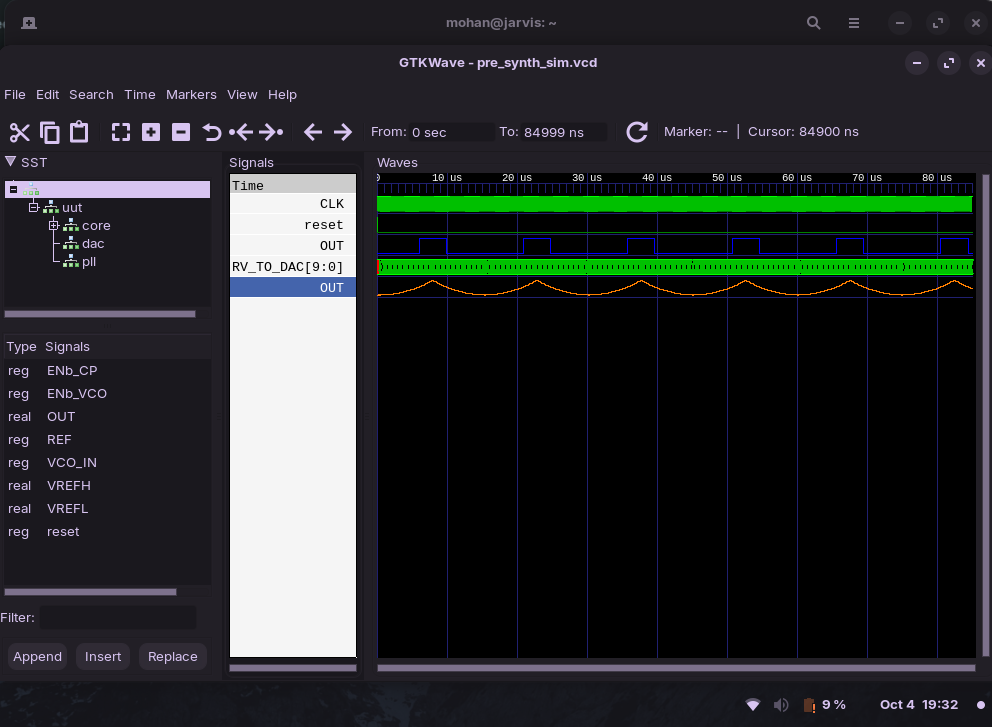 mohan@jarvis: ~
GTKWave - pre_synth_sim.vcd
File Edit Search Time Markers View Help
From: 0 sec To: 84999 ns Marker: -- | Cursor: 84900 ns
SST
uut
core
dac
pll
Type Signals
reg ENb_CP
reg ENb_VCO
real OUT
reg REF
reg VCO_IN
real VREFH
real VREFL
reg reset
Filter:
Append Insert Replace
Signals
Time
CLK
reset
OUT
RV_TO_DAC[9:0]
OUT
Waves
0 10 us 20 us 30 us 40 us 50 us 60 us 70 us 80 us
9 % Oct 4 19:32